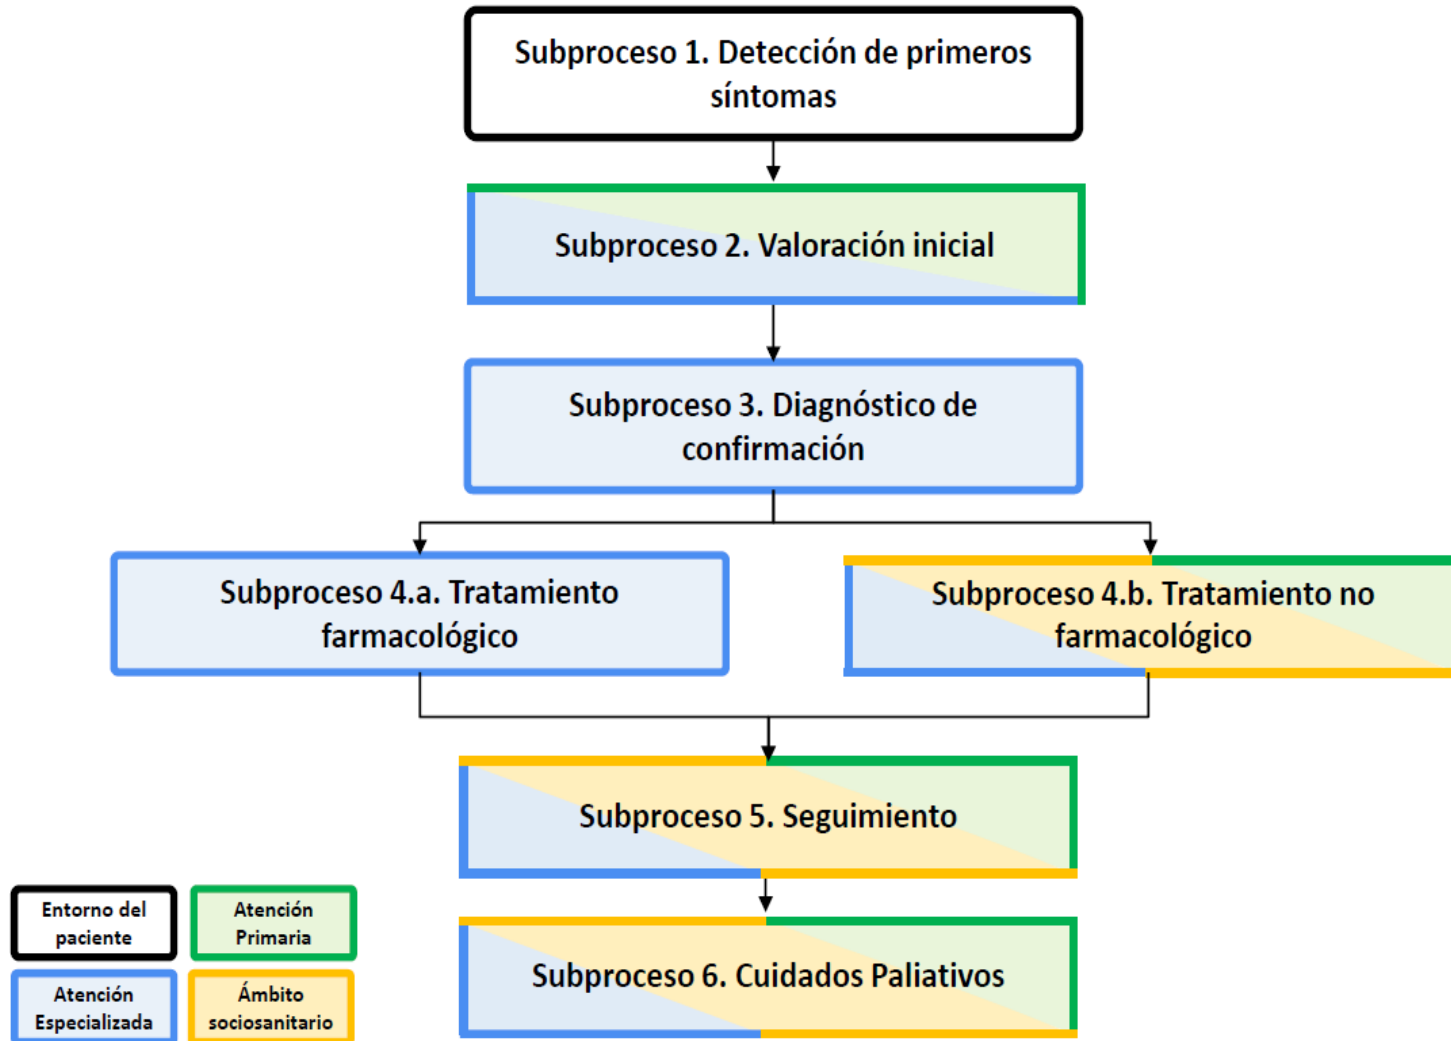 Subproceso 1. Detección de primeros
síntomas
Subproceso 2. Valoración inicial
Subproceso 3. Diagnóstico de
confirmación
Subproceso 4.a. Tratamiento
farmacológico
Subproceso 4.b. Tratamiento no
farmacológico
Subproceso 5. Seguimiento
Subproceso 6. Cuidados Paliativos
Entorno del
paciente
Atención
Primaria
Atención
Especializada
Ámbito
sociosanitario